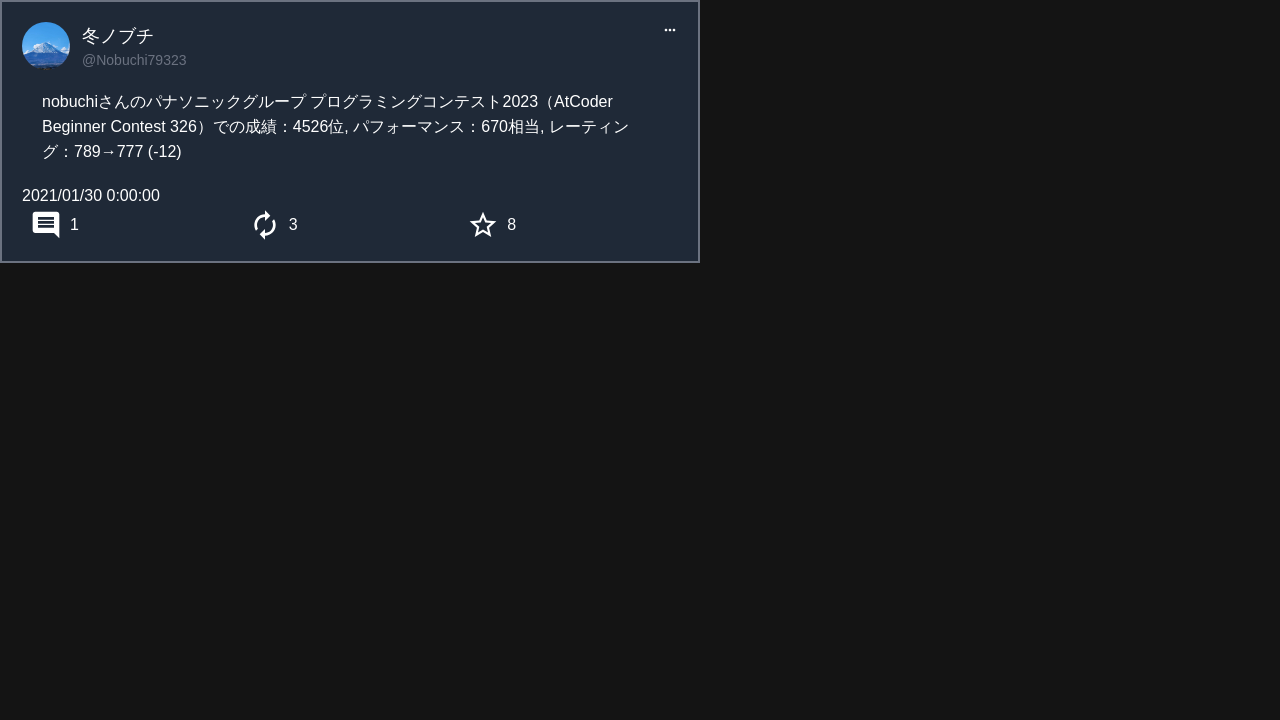 冬ノブチ
@Nobuchi79323
nobuchiさんのパナソニックグループ プログラミングコンテスト2023（AtCoder
Beginner Contest 326）での成績：4526位, パフォーマンス：670相当, レーティン
グ：789→777 (-12)
2021/01/30 0:00:00
1 3 8